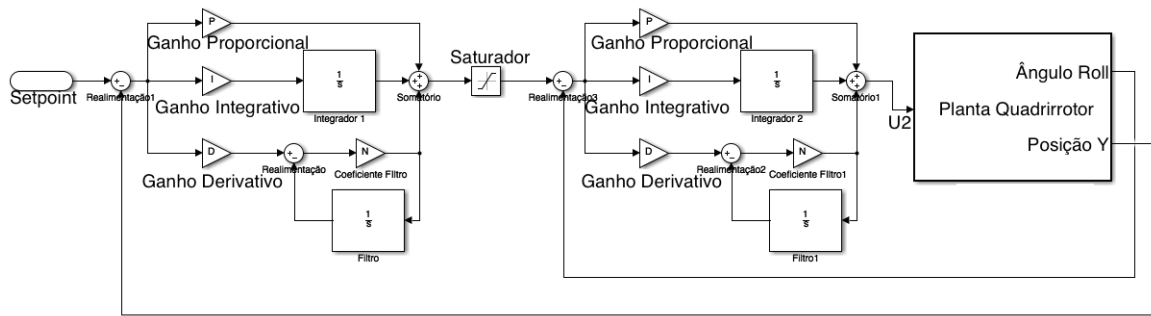 Setpoint
+
−
Realimentação1
P
Ganho Proporcional
I
Ganho Integrativo
1
s
Integrador 1
+
+
+
Somatório
D
Ganho Derivativo
+
−
Realimentação
N
Coeficiente Filtro
1
s
Filtro
Saturador
+
−
Realimentação3
P
Ganho Proporcional
I
Ganho Integrativo
1
s
Integrador 2
+
+
+
Somatório1
D
Ganho Derivativo
+
−
Realimentação2
N
Coeficiente Filtro1
1
s
Filtro1
U2
Ângulo Roll
Planta Quadrirrotor
Posição Y